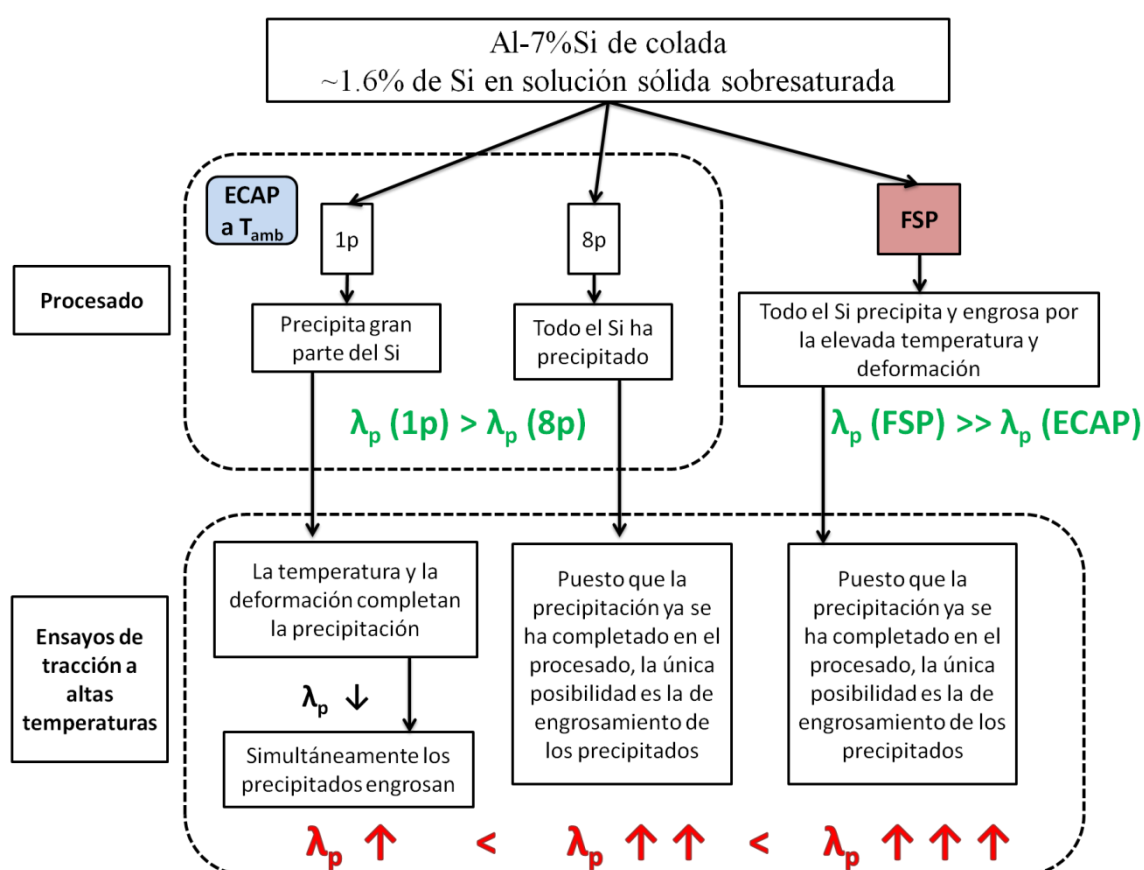 Al-7%Si de colada
~1.6% de Si en solución sólida sobresaturada
ECAP
a Tamb
1p
8p
FSP
Procesado
Precipita gran
parte del Si
Todo el Si ha
precipitado
Todo el Si precipita y engrosa por
la elevada temperatura y
deformación
λp (1p) > λp (8p)
λp (FSP) >> λp (ECAP)
Ensayos de
tracción a
altas
temperaturas
La temperatura y la
deformación completan
la precipitación
λp ↓
Simultáneamente los
precipitados engrosan
Puesto que la
precipitación ya se
ha completado en el
procesado, la única
posibilidad es la de
engrosamiento de
los precipitados
Puesto que la
precipitación ya se
ha completado en el
procesado, la única
posibilidad es la de
engrosamiento de los
precipitados
λp ↑ < λp ↑ ↑ < λp ↑ ↑ ↑